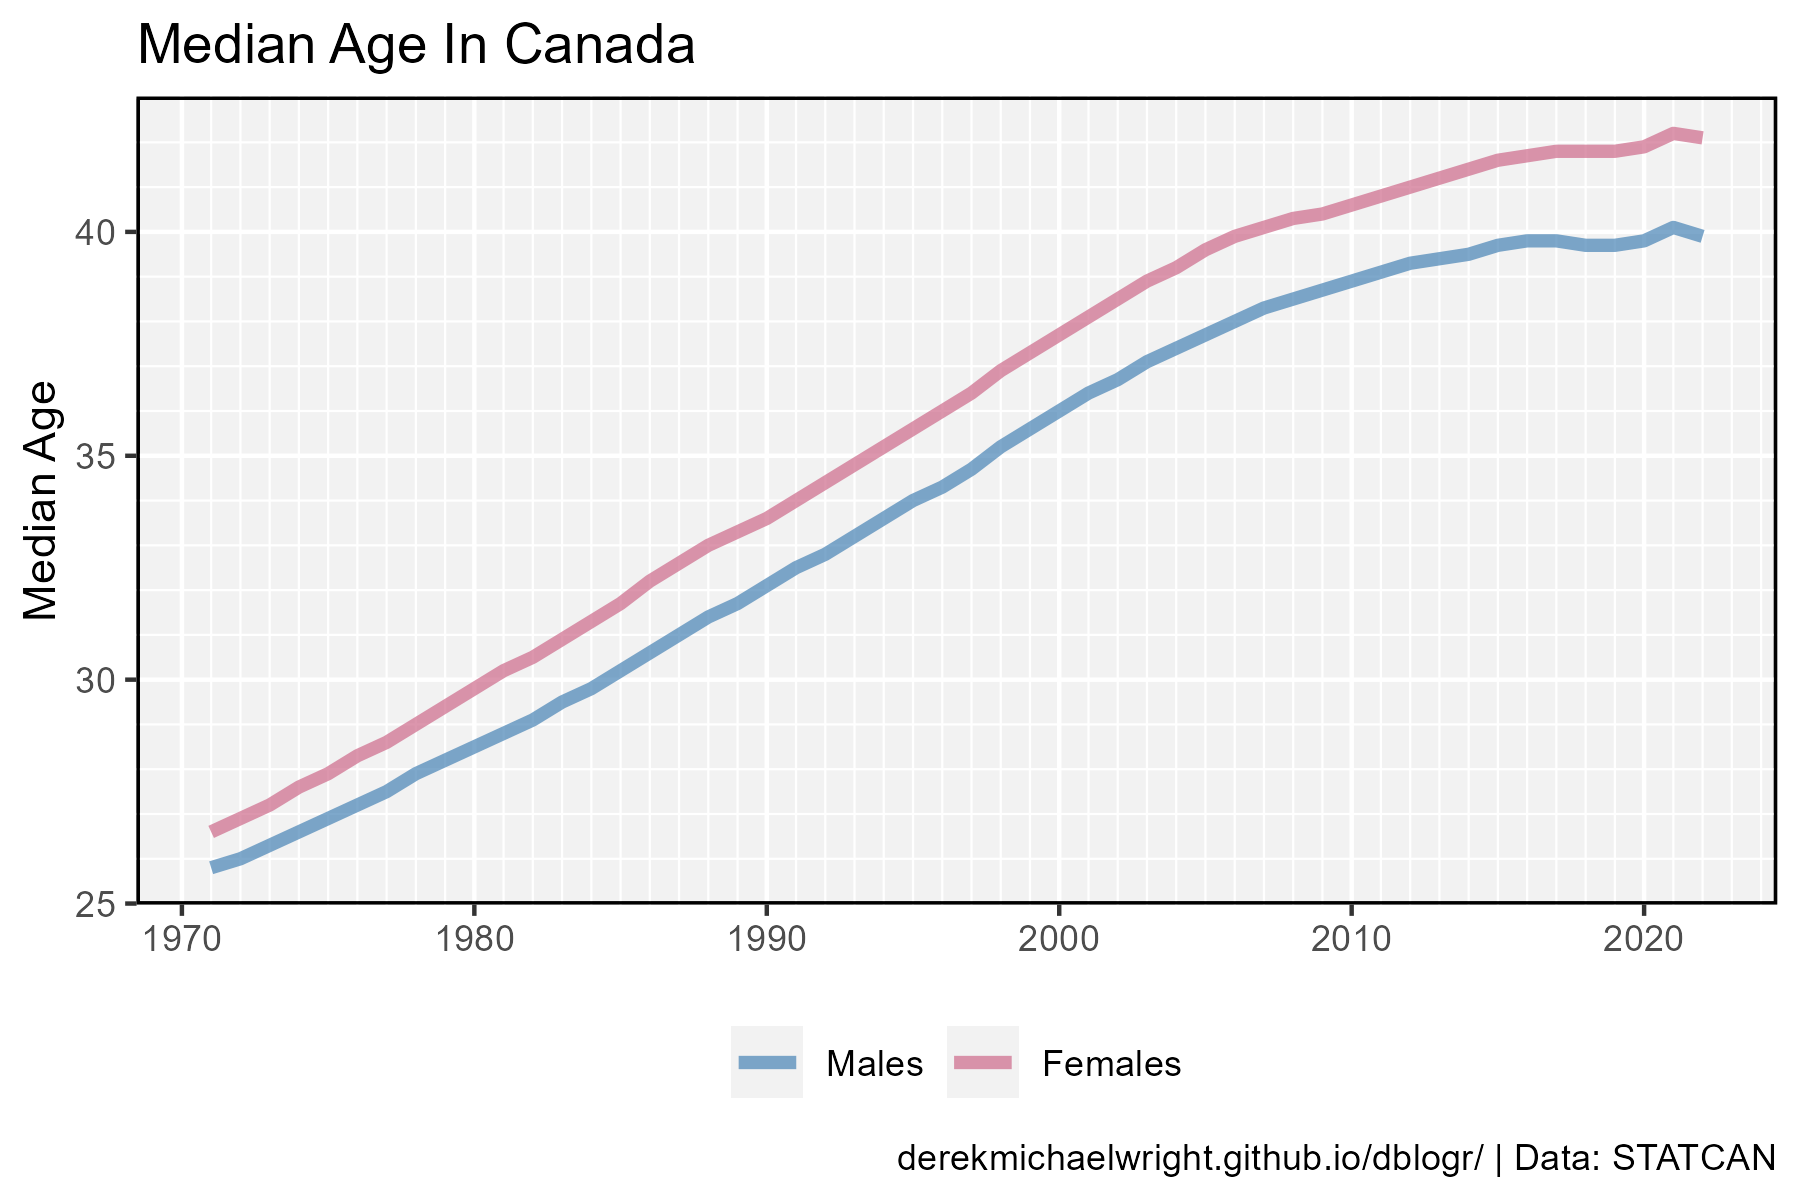 Median Age In Canada
Median Age
40
35
30
25
1970 1980 1990 2000 2010 2020
Males Females
derekmichaelwright.github.io/dblogr/ | Data: STATCAN